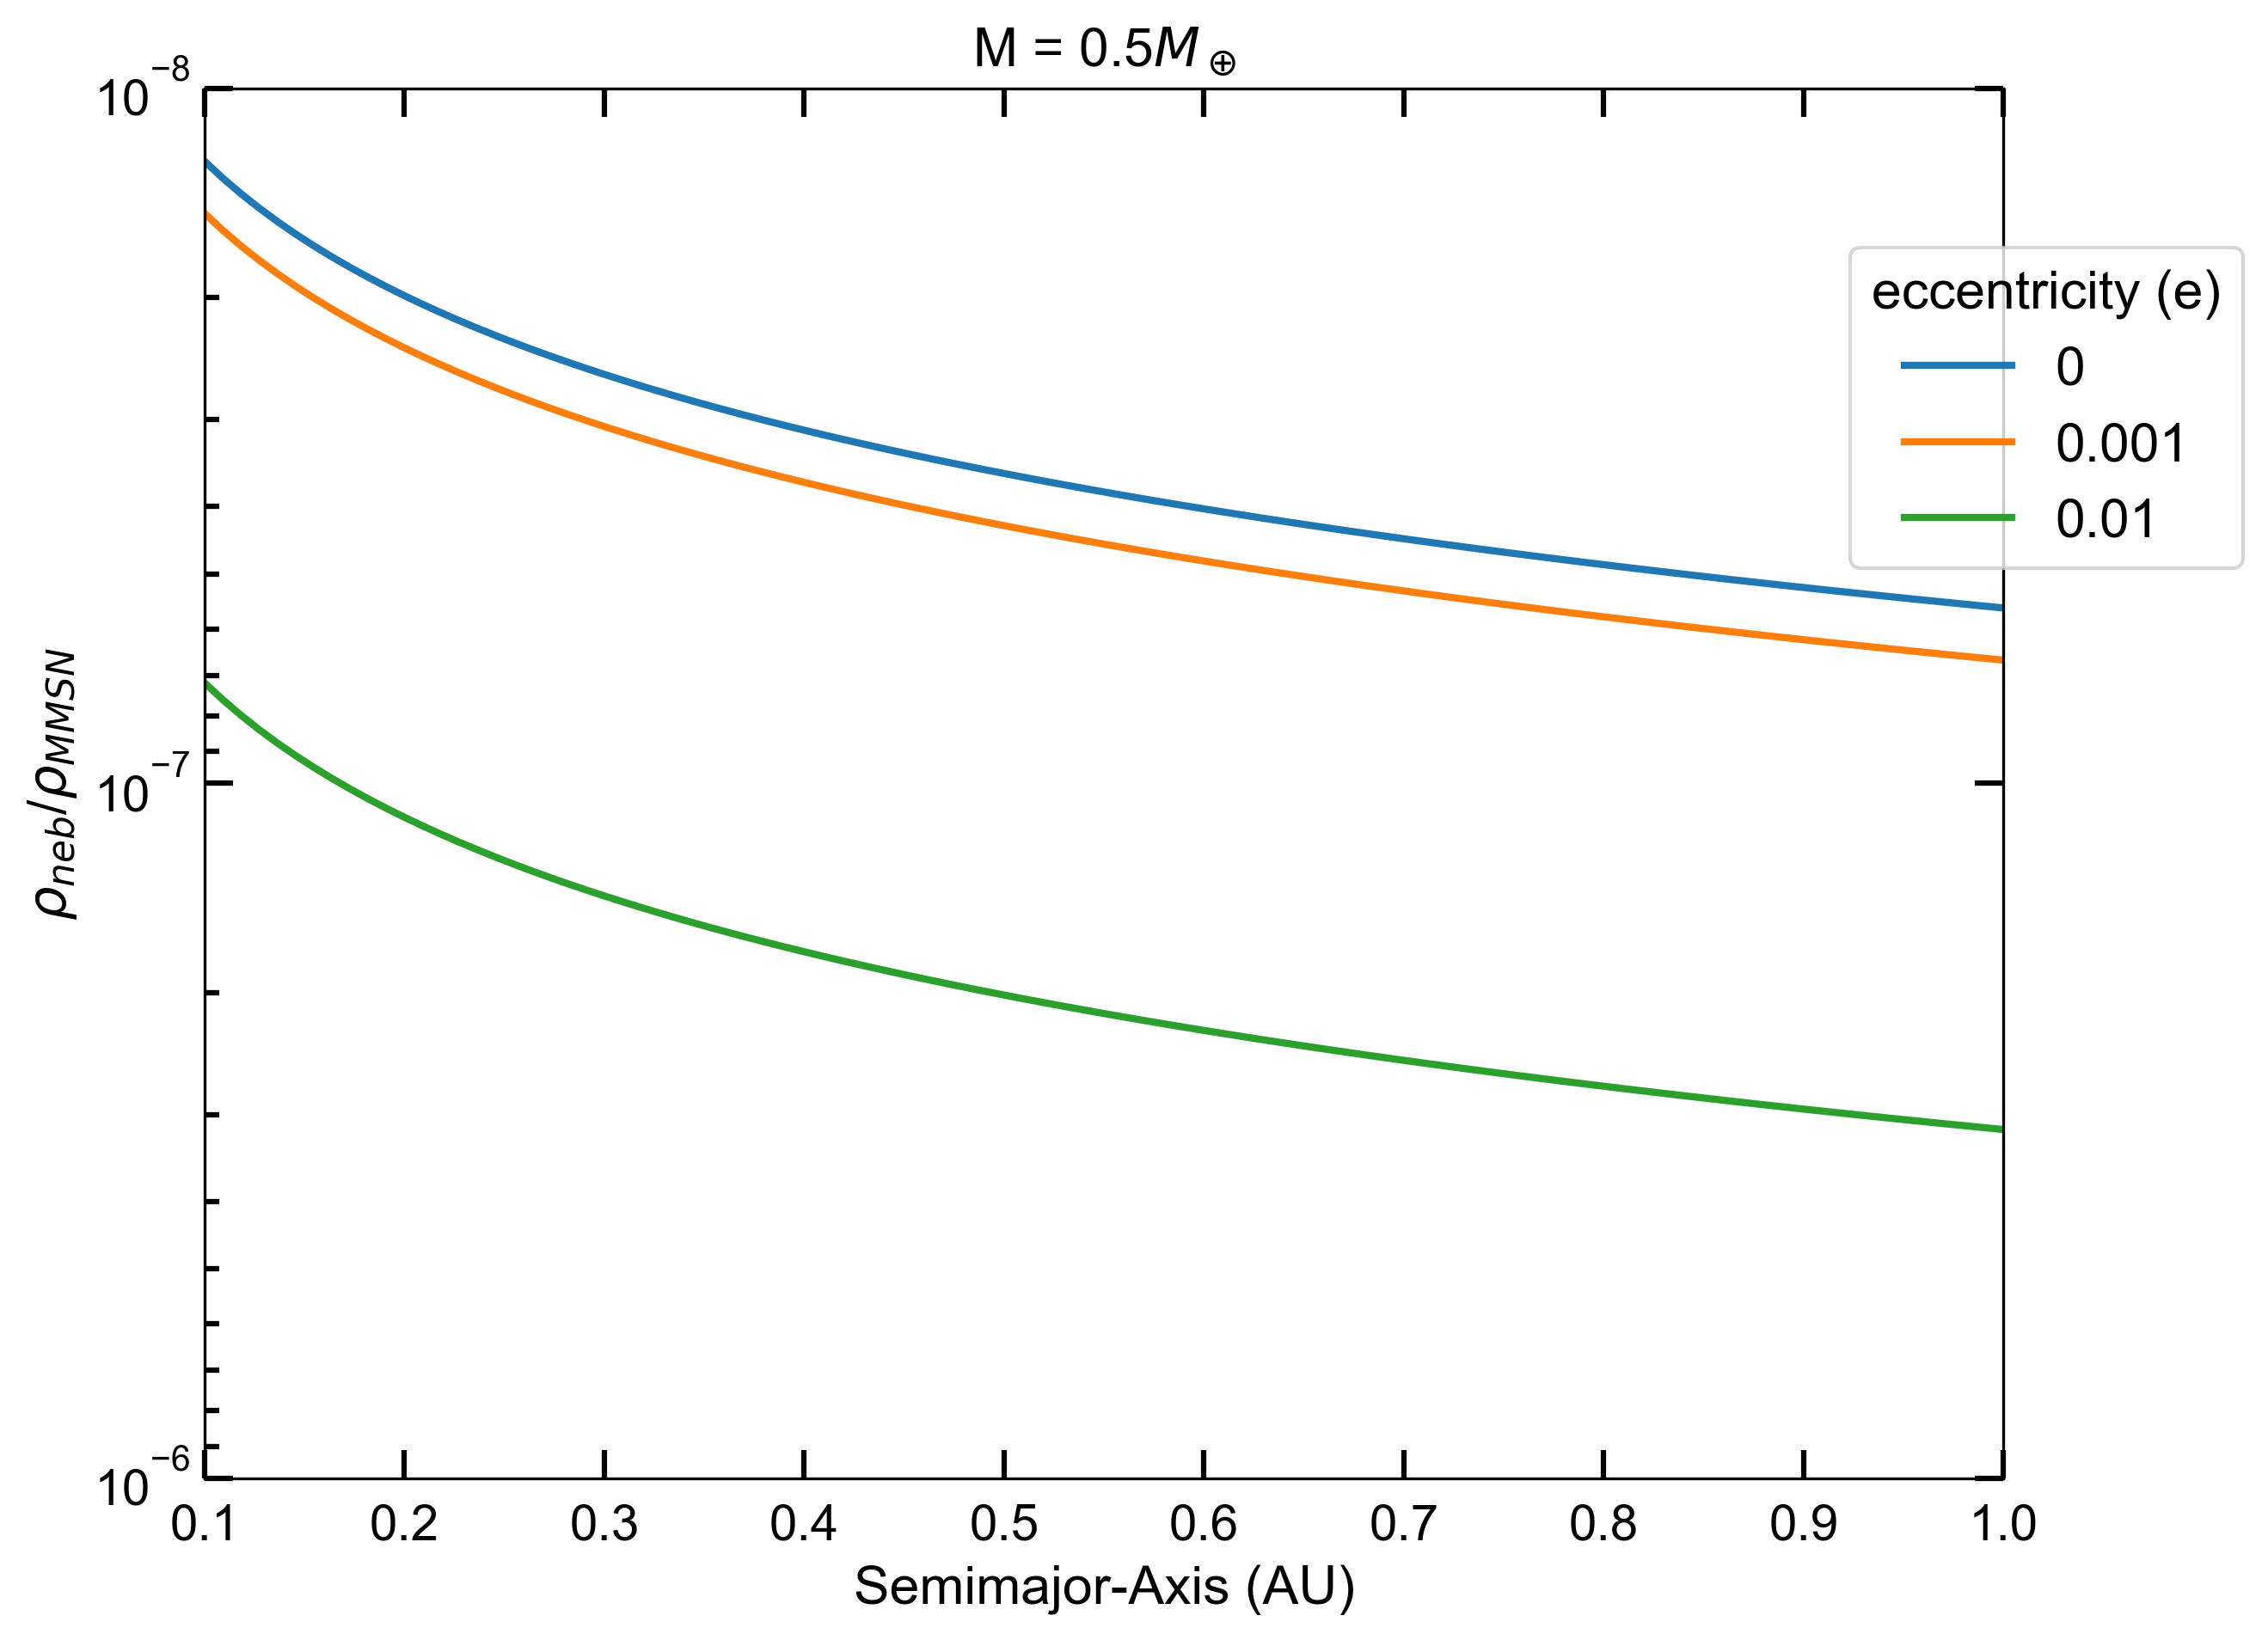 M = 0.5M⊕
10⁻⁸
10⁻⁷
10⁻⁶
ρneb/ρMMSN
eccentricity (e)
0
0.001
0.01
0.1 0.2 0.3 0.4 0.5 0.6 0.7 0.8 0.9 1.0
Semimajor-Axis (AU)